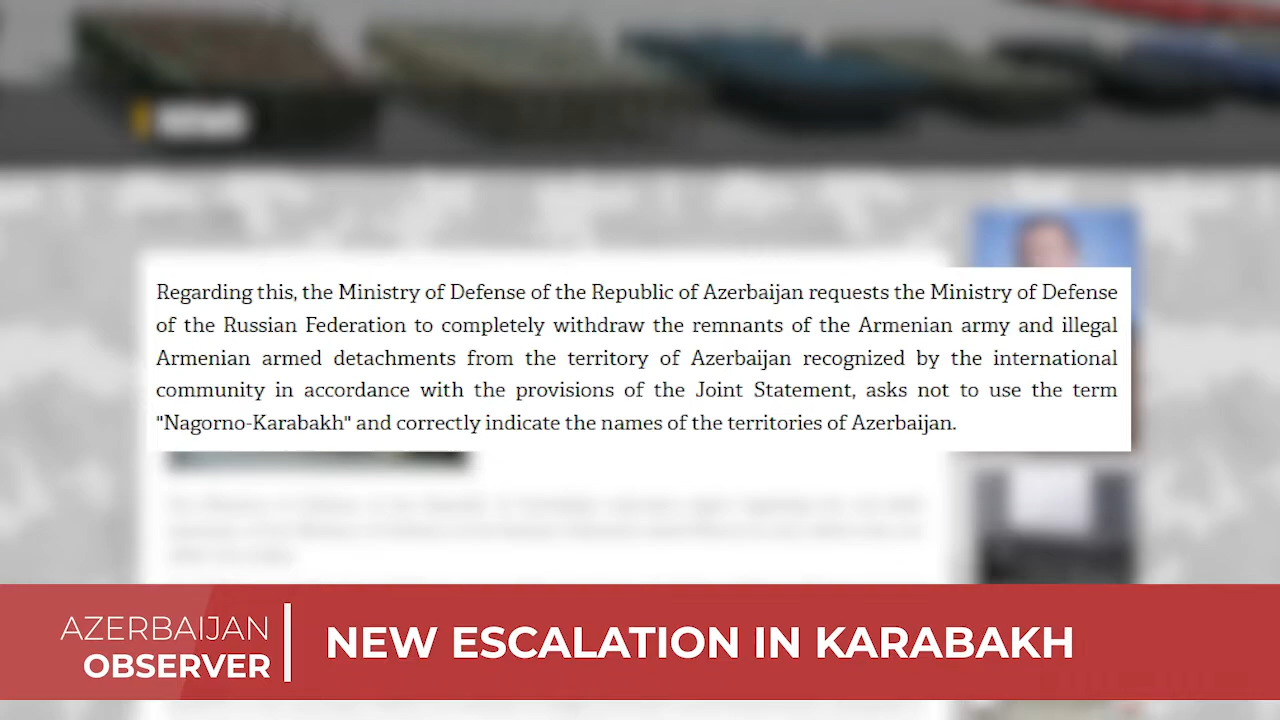 Regarding this, the Ministry of Defense of the Republic of Azerbaijan requests the Ministry of Defense
of the Russian Federation to completely withdraw the remnants of the Armenian army and illegal
Armenian armed detachments from the territory of Azerbaijan recognized by the international
community in accordance with the provisions of the Joint Statement, asks not to use the term
"Nagorno-Karabakh" and correctly indicate the names of the territories of Azerbaijan.
AZERBAIJAN
OBSERVER
NEW ESCALATION IN KARABAKH